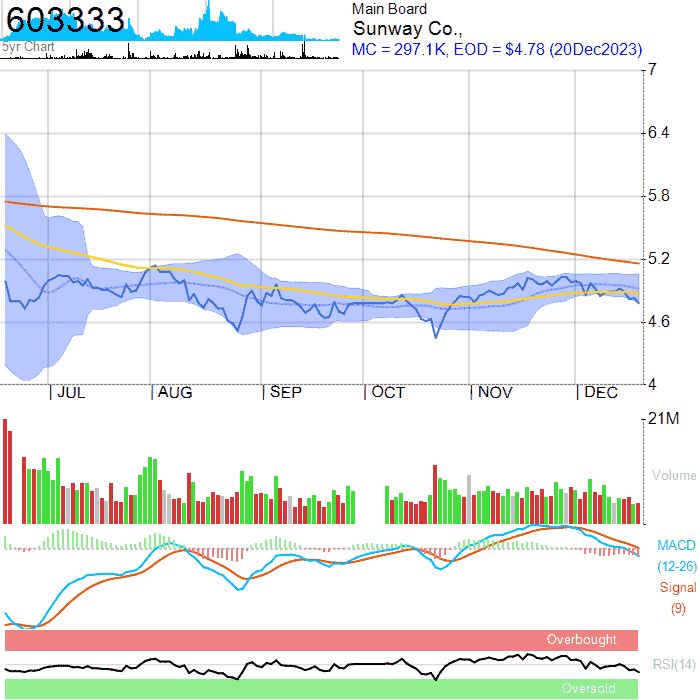 603333
Main Board
Sunway Co.,
5yr Chart
MC = 297.1K, EOD = $4.78 (20Dec2023)
7
6.4
5.8
5.2
4.6
4
JUL AUG SEP OCT NOV DEC
21M
Volume
MACD
(12-26)
Signal
(9)
Overbought
RSI(14)
Oversold